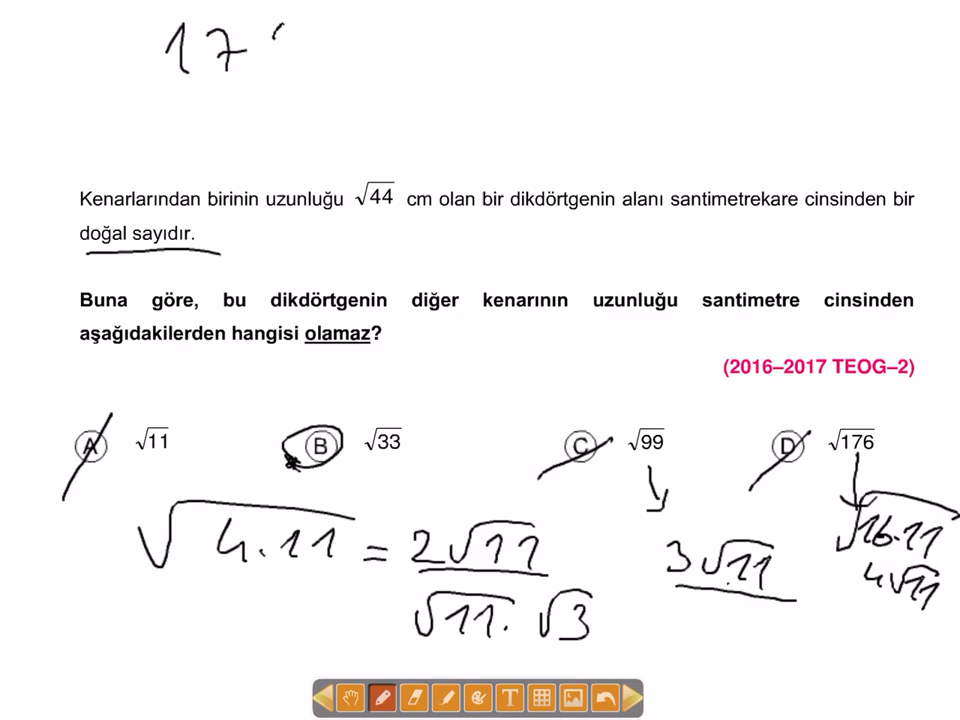 17
Kenarlarından birinin uzunluğu √44 cm olan bir dikdörtgenin alanı santimetrekare cinsinden bir
doğal sayıdır.
Buna göre, bu dikdörtgenin diğer kenarının uzunluğu santimetre cinsinden
aşağıdakilerden hangisi olamaz?
(2016–2017 TEOG–2)
A √11 B √33 C √99 D √176
√4.11 = 2√11 3√11 √16.11
√11. √3 4√11
T